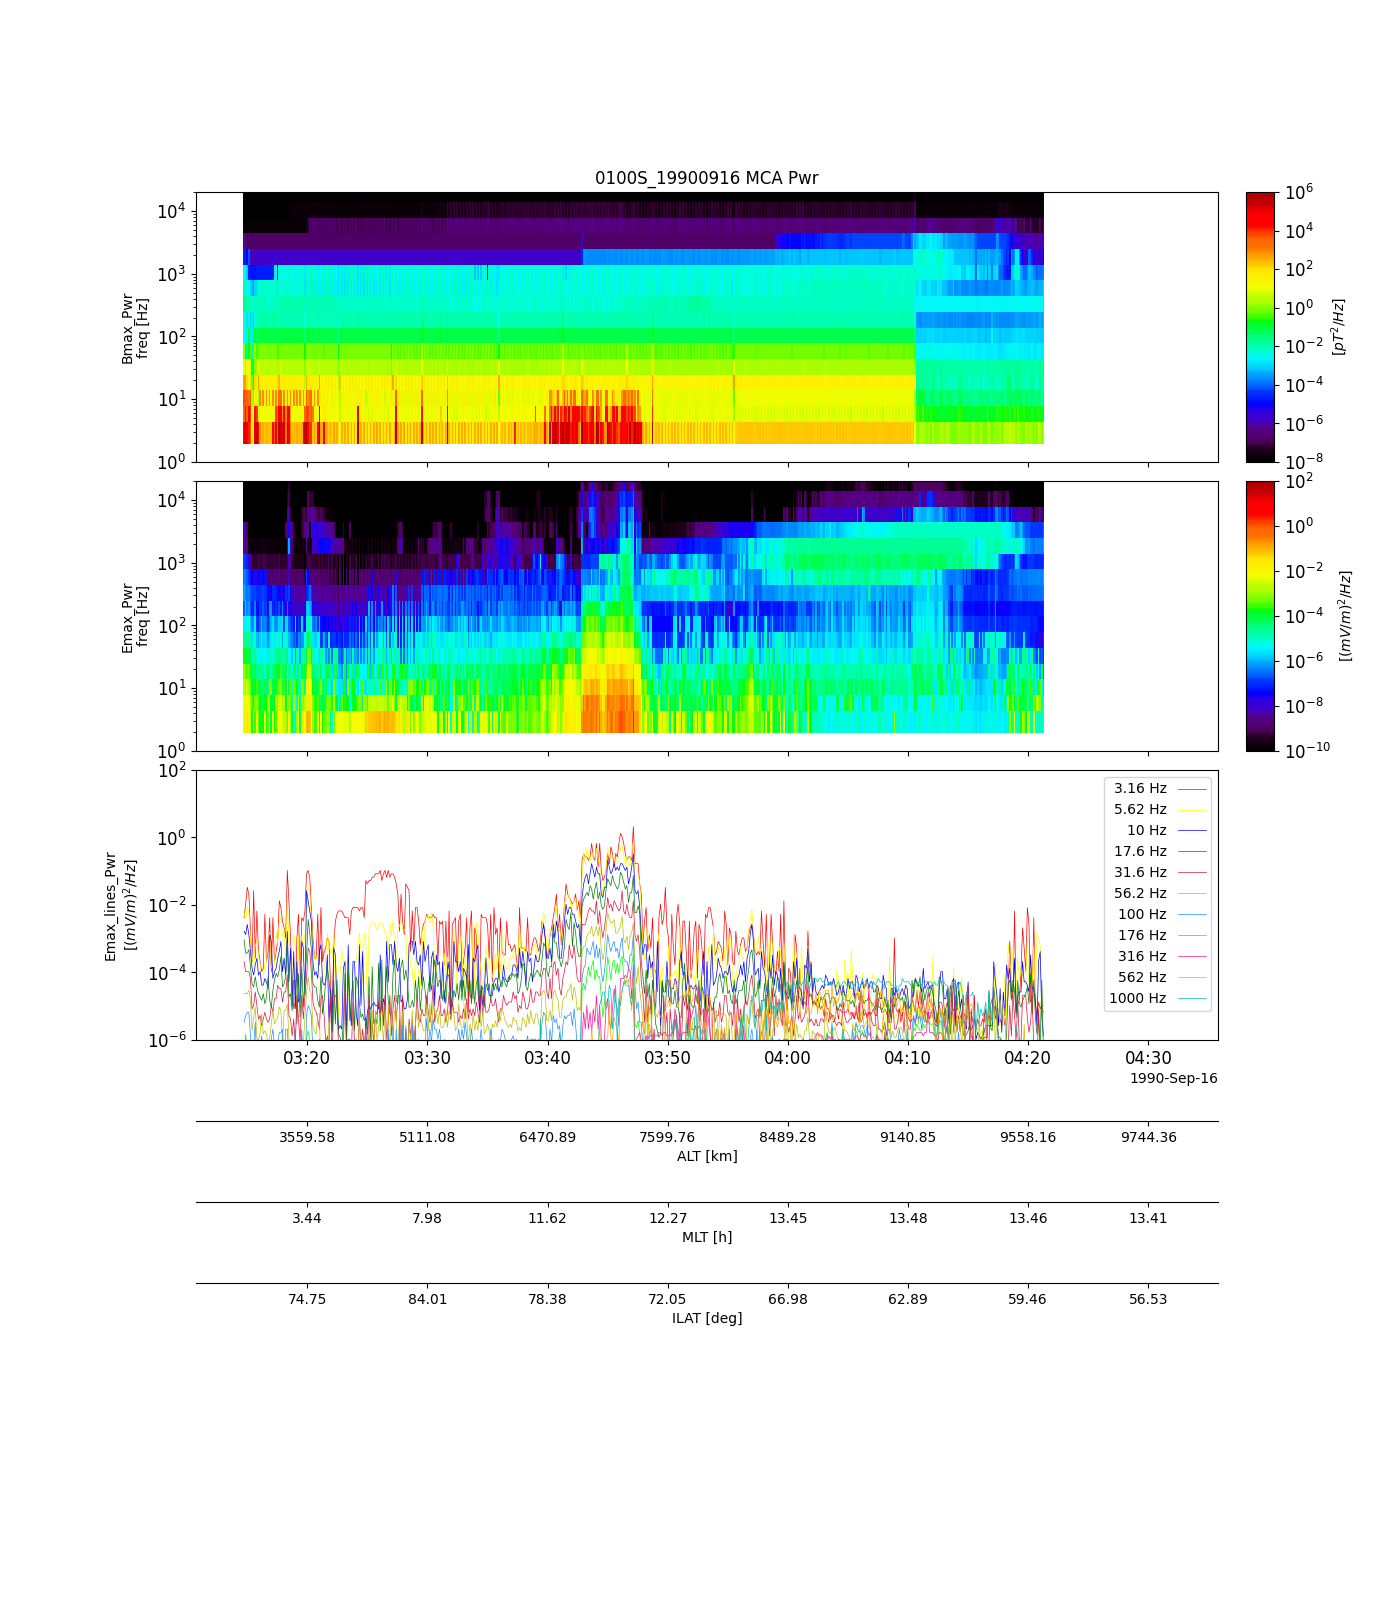 0100S_19900916 MCA Pwr
10^4
10^3
10^2
10^1
10^0
Bmax_Pwr
freq [Hz]
10^6
10^4
10^2
10^0
10^-2
10^-4
10^-6
10^-8
[pT^2/Hz]
10^4
10^3
10^2
10^1
10^0
Emax_Pwr
freq [Hz]
10^2
10^0
10^-2
10^-4
10^-6
10^-8
10^-10
[(mV/m)^2/Hz]
10^2
10^0
10^-2
10^-4
10^-6
Emax_lines_Pwr
[(mV/m)^2/Hz]
3.16 Hz
5.62 Hz
10 Hz
17.6 Hz
31.6 Hz
56.2 Hz
100 Hz
176 Hz
316 Hz
562 Hz
1000 Hz
03:20 03:30 03:40 03:50 04:00 04:10 04:20 04:30
1990-Sep-16
3559.58 5111.08 6470.89 7599.76 8489.28 9140.85 9558.16 9744.36
ALT [km]
3.44 7.98 11.62 12.27 13.45 13.48 13.46 13.41
MLT [h]
74.75 84.01 78.38 72.05 66.98 62.89 59.46 56.53
ILAT [deg]